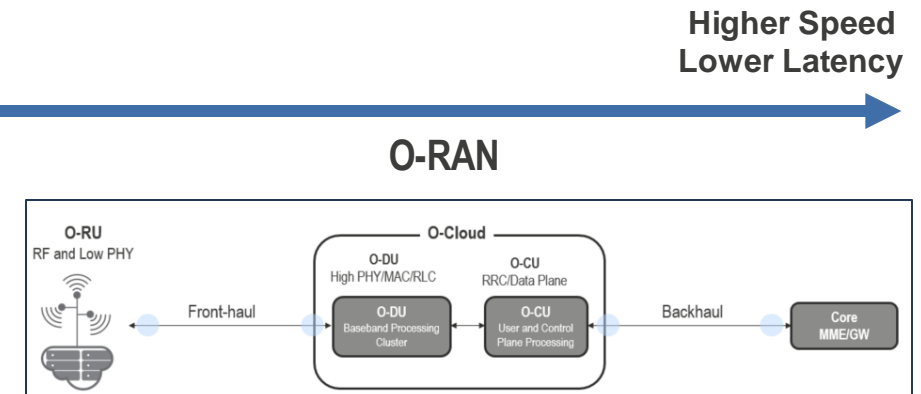 Higher Speed
Lower Latency
O-RAN
O-RU
RF and Low PHY
Front-haul
O-Cloud
O-DU
High PHY/MAC/RLC
O-DU
Baseband Processing
Cluster
O-CU
RRC/Data Plane
O-CU
User and Control
Plane Processing
Backhaul
Core
MME/GW